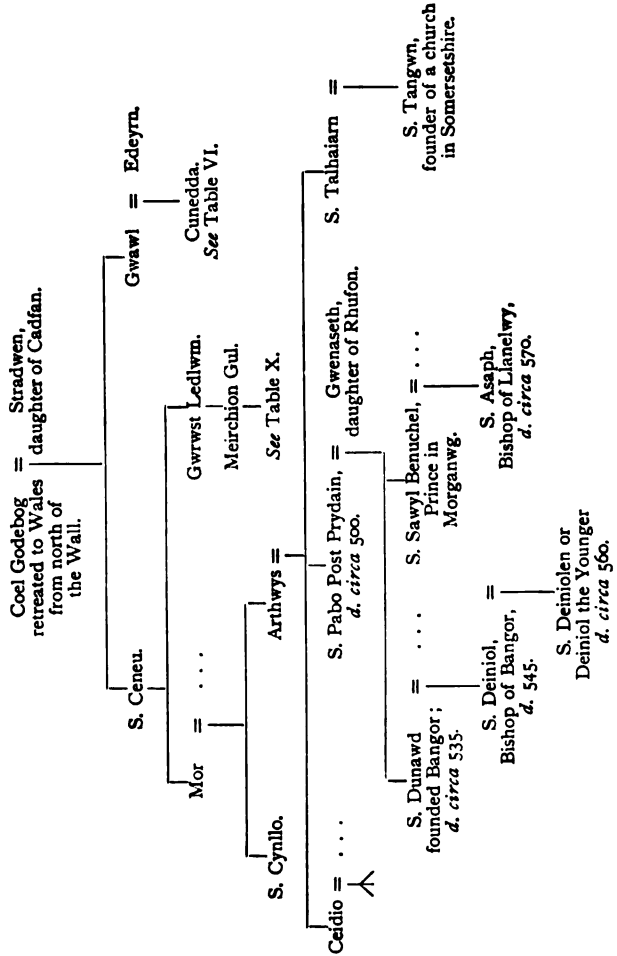 Coel Godebog
retreated to Wales
from north of
the Wall.
=
Stradwen,
daughter of Cadfan.
S. Ceneu.
Gwawl = Edeyrn.
Cunedda.
See Table VI.
Mor = . . .
Gwrwst Ledlwm.
Meirchion Gul.
See Table X.
S. Cynllo.
Arthwys =
Ceidio = . . .
S. Pabo Post Prydain,
d. circa 500.
=
Gwenaseth,
daughter of Rhufon.
S. Talhaiarn =
S. Tangwn,
founder of a church
in Somersetshire.
S. Dunawd
founded Bangor;
d. circa 535.
= . . .
S. Sawyl Benuchel,
Prince in
Morganwg.
= . . .
S. Deiniol,
Bishop of Bangor,
d. 545.
=
S. Asaph,
Bishop of Llanelwy,
d. circa 570.
S. Deiniolen or
Deiniol the Younger
d. circa 560.